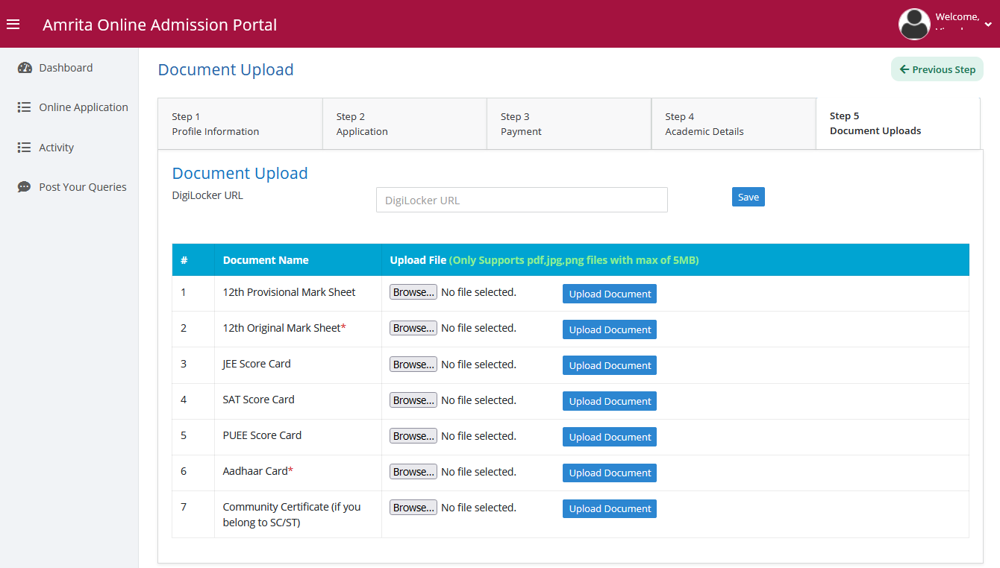 Amrita Online Admission Portal
Welcome,
Dashboard
Online Application
Activity
Post Your Queries
Document Upload
Previous Step
Step 1
Profile Information
Step 2
Application
Step 3
Payment
Step 4
Academic Details
Step 5
Document Uploads
Document Upload
DigiLocker URL
DigiLocker URL
Save
# Document Name Upload File (Only Supports pdf,jpg,png files with max of 5MB)
1 12th Provisional Mark Sheet Browse... No file selected. Upload Document
2 12th Original Mark Sheet* Browse... No file selected. Upload Document
3 JEE Score Card Browse... No file selected. Upload Document
4 SAT Score Card Browse... No file selected. Upload Document
5 PUEE Score Card Browse... No file selected. Upload Document
6 Aadhaar Card* Browse... No file selected. Upload Document
7 Community Certificate (if you Browse... No file selected. Upload Document
belong to SC/ST)